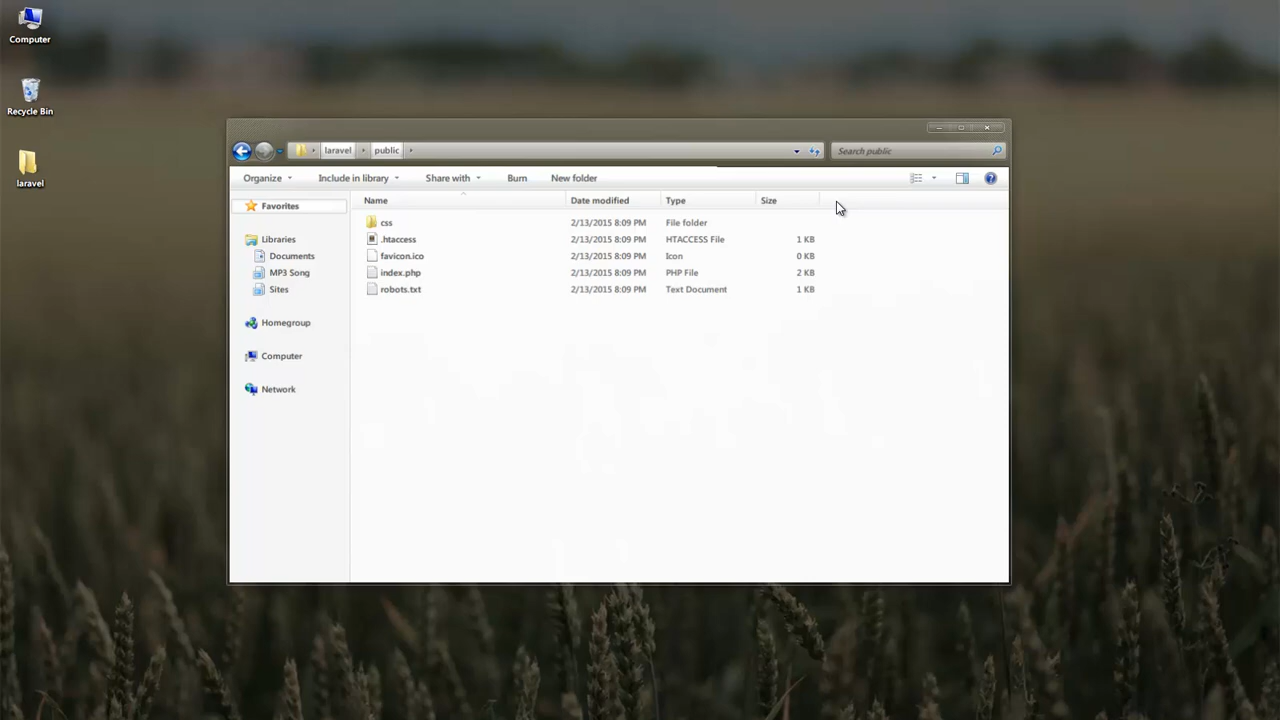 Computer
Recycle Bin
laravel
laravel public
Search public
Organize Include in library Share with Burn New folder
Name Date modified Type Size
Favorites
Libraries
Documents
MP3 Song
Sites
Homegroup
Computer
Network
css 2/13/2015 8:09 PM File folder
.htaccess 2/13/2015 8:09 PM HTACCESS File 1 KB
favicon.ico 2/13/2015 8:09 PM Icon 0 KB
index.php 2/13/2015 8:09 PM PHP File 2 KB
robots.txt 2/13/2015 8:09 PM Text Document 1 KB